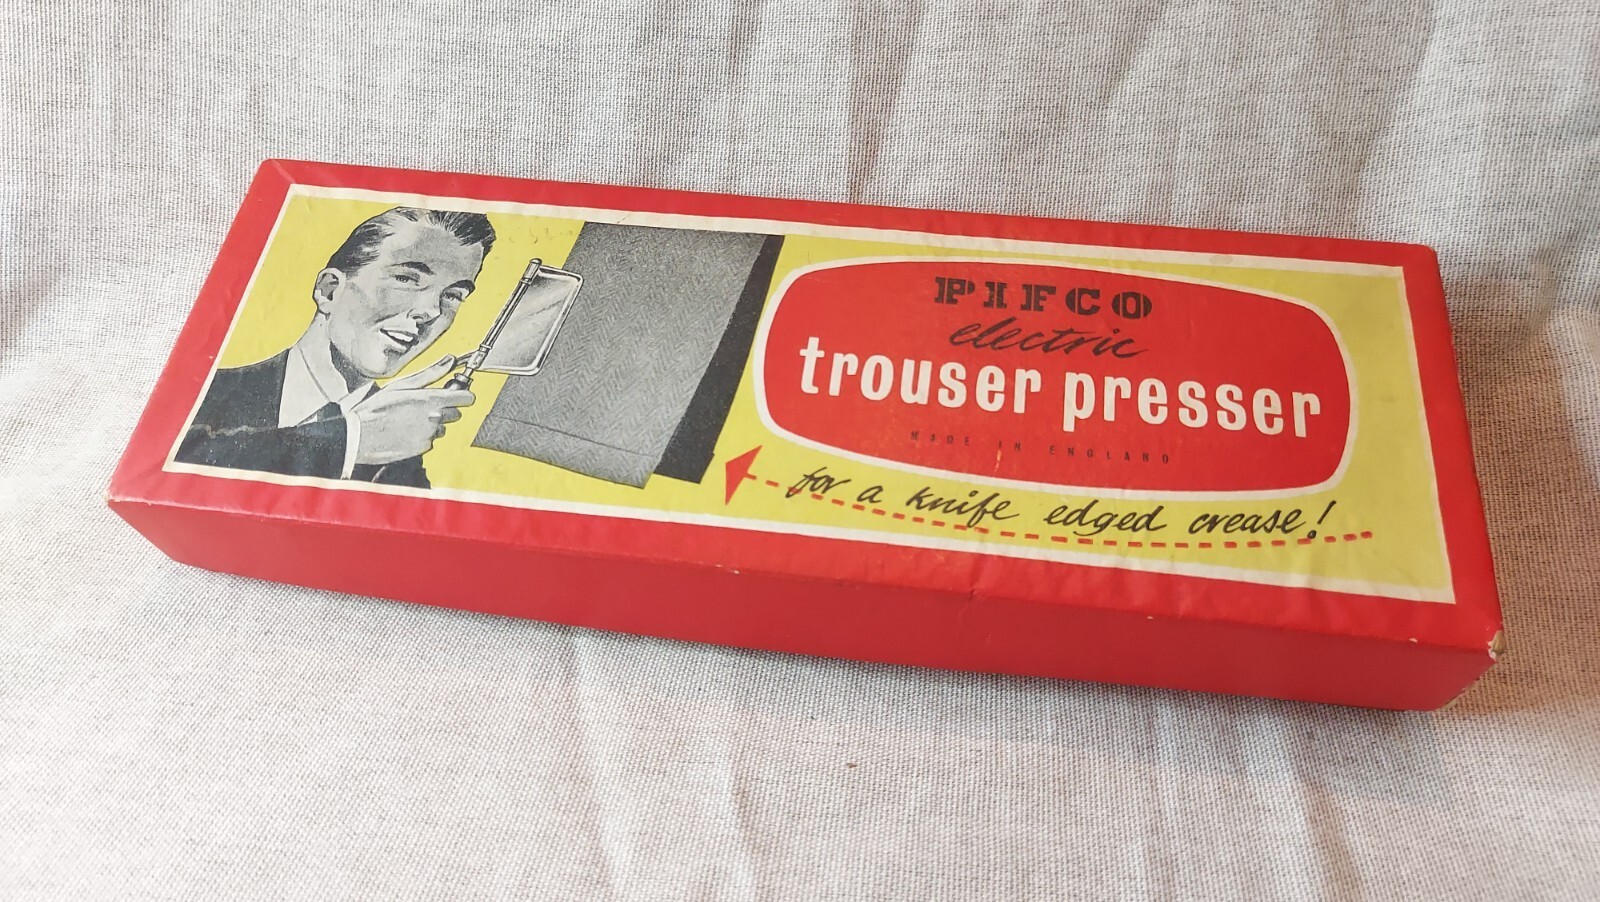 PIFCO
electric
trouser presser
MADE IN ENGLAND
for a knife edged crease!